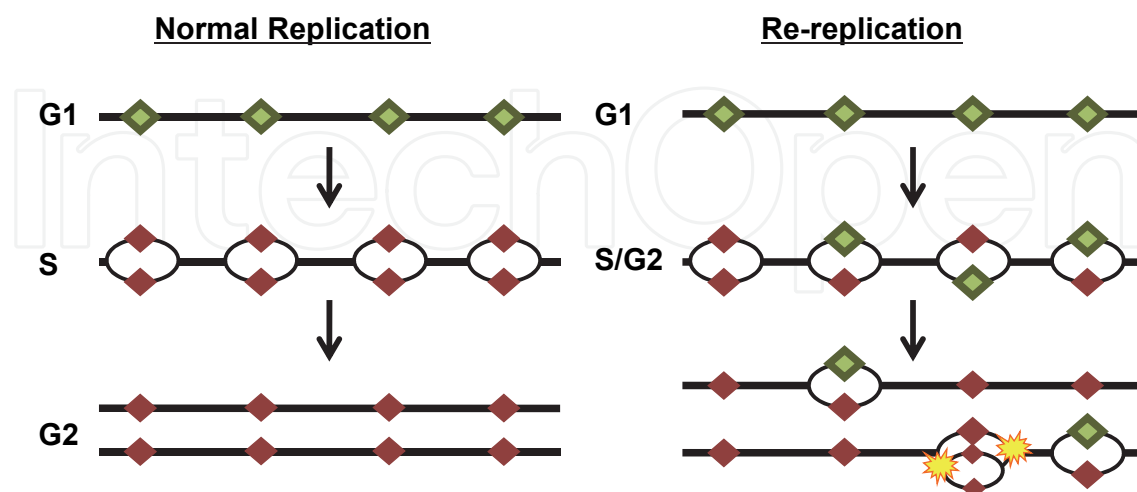 Normal Replication
G1
S
G2
Re-replication
G1
S/G2
IntechOpen